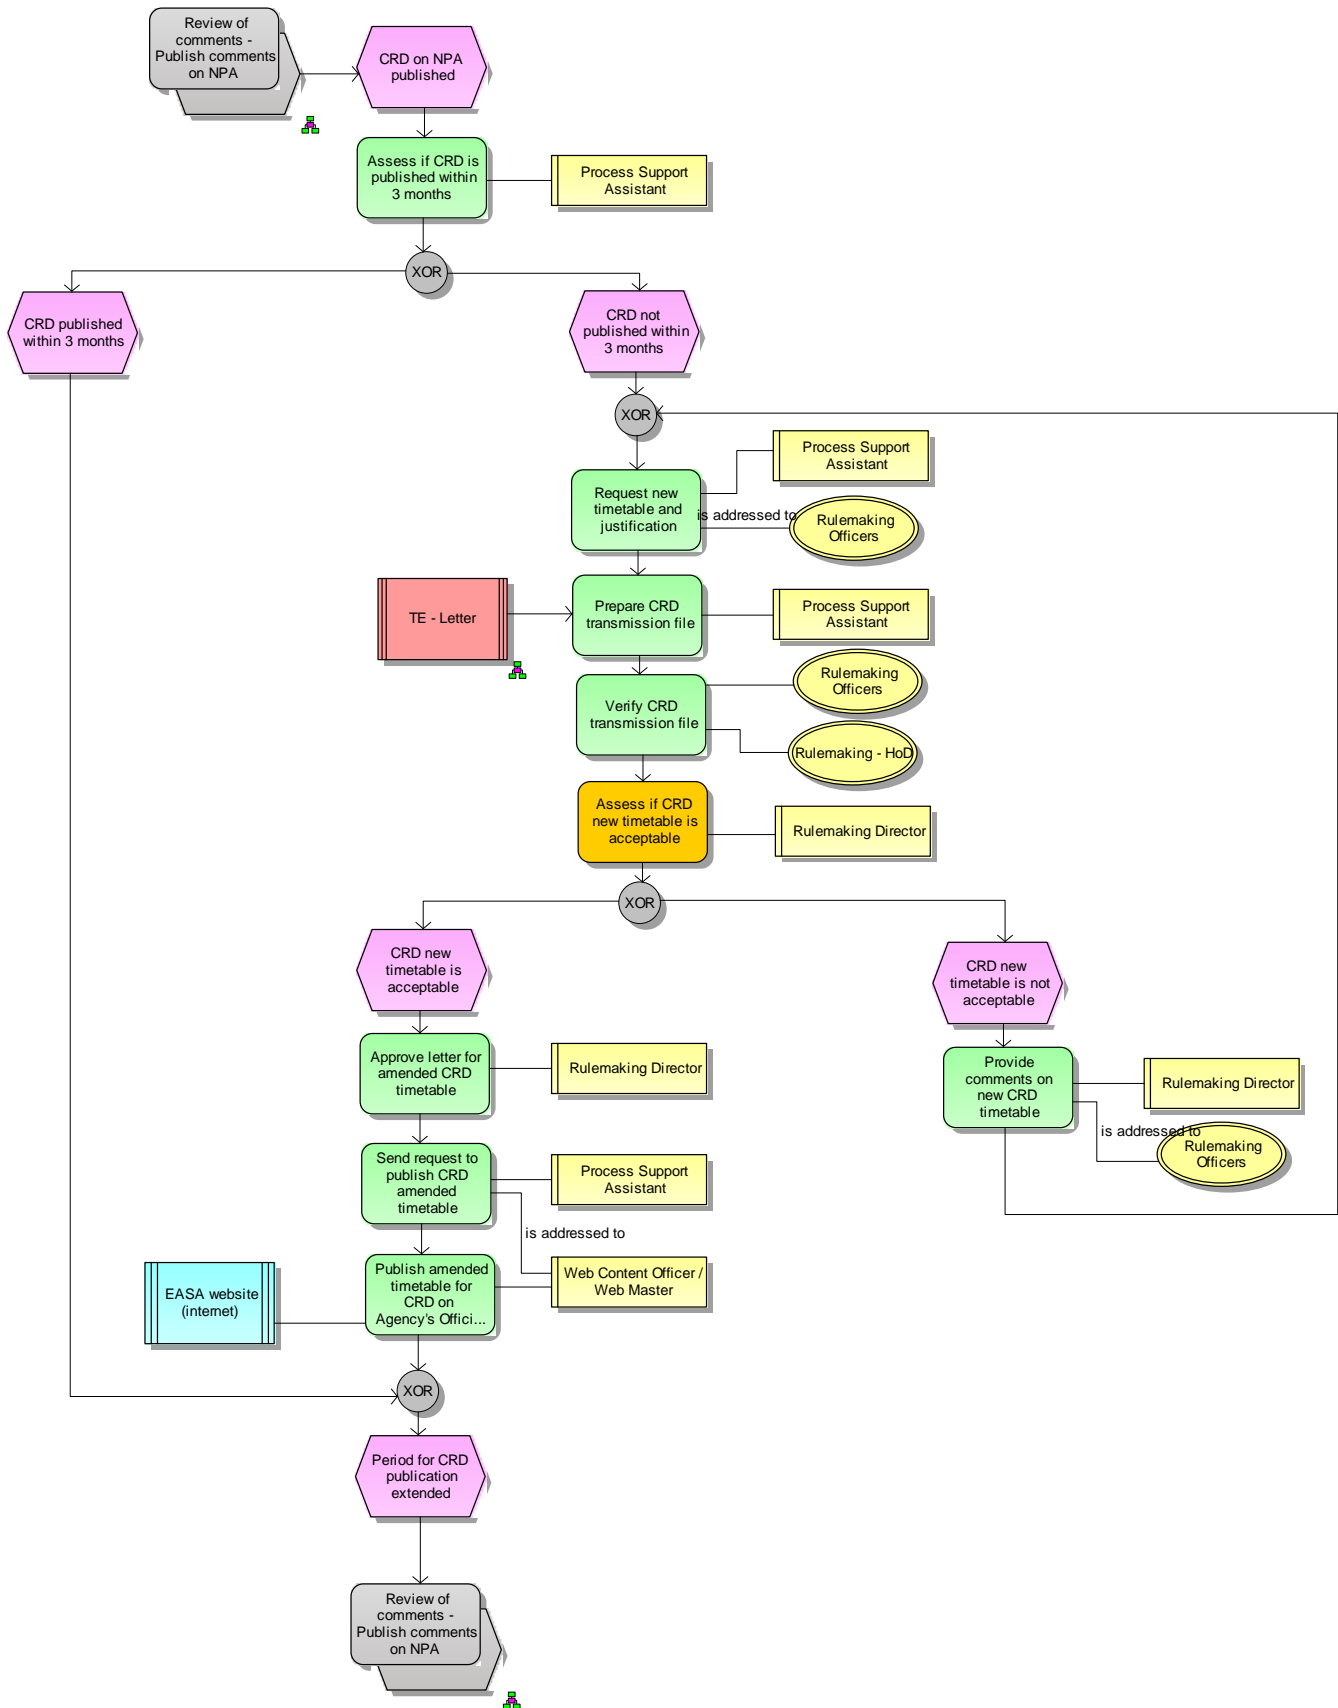 Review of
comments -
Publish comments
on NPA
CRD on NPA
published
Assess if CRD is
published within
3 months
Process Support
Assistant
XOR
CRD published
within 3 months
CRD not
published within
3 months
XOR
Process Support
Assistant
Request new
timetable and
justification
is addressed to
Rulemaking
Officers
TE - Letter
Prepare CRD
transmission file
Process Support
Assistant
Verify CRD
transmission file
Rulemaking
Officers
Rulemaking - HoD
Assess if CRD
new timetable is
acceptable
Rulemaking Director
XOR
CRD new
timetable is
acceptable
CRD new
timetable is not
acceptable
Approve letter for
amended CRD
timetable
Rulemaking Director
Provide
comments on
new CRD
timetable
Rulemaking Director
is addressed to
Rulemaking
Officers
Send request to
publish CRD
amended
timetable
Process Support
Assistant
is addressed to
EASA website
(internet)
Publish amended
timetable for
CRD on
Agency's Offici...
Web Content Officer /
Web Master
XOR
Period for CRD
publication
extended
Review of
comments -
Publish comments
on NPA